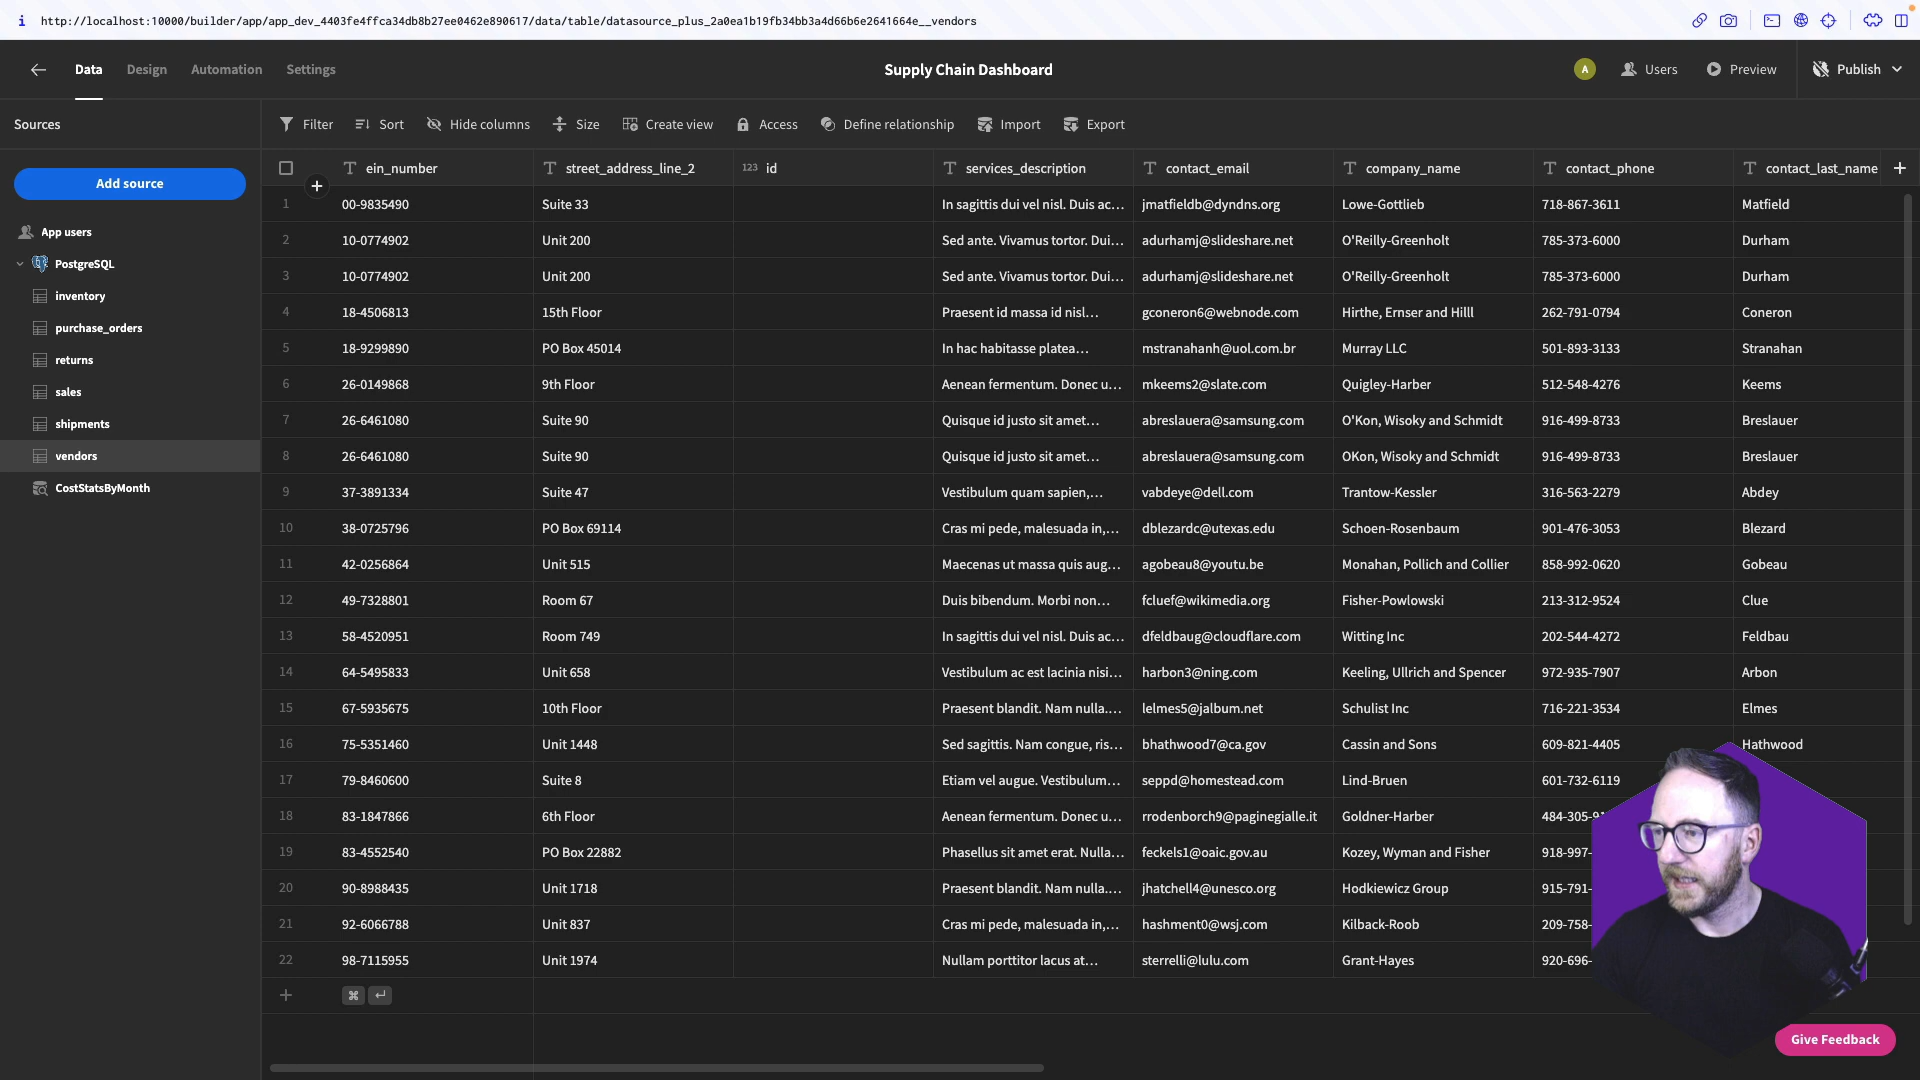 i http://localhost:10000/builder/app/app_dev_4403fe4ffca34db8b27ee0462e890617/data/table/datasource_plus_2a0ea1b19fb34bb3a4d66b6e2641664e__vendors
Data Design Automation Settings Supply Chain Dashboard A Users Preview Publish
Sources Filter Sort Hide columns Size Create view Access Define relationship Import Export
Add source
App users
PostgreSQL
inventory
purchase_orders
returns
sales
shipments
vendors
CostStatsByMonth
ein_number street_address_line_2 123 id services_description contact_email company_name contact_phone contact_last_name
1 00-9835490 Suite 33 In sagittis dui vel nisl. Duis ac... jmatfieldb@dyndns.org Lowe-Gottlieb 718-867-3611 Matfield
2 10-0774902 Unit 200 Sed ante. Vivamus tortor. Dui... adurhamj@slideshare.net O'Reilly-Greenholt 785-373-6000 Durham
3 10-0774902 Unit 200 Sed ante. Vivamus tortor. Dui... adurhamj@slideshare.net O'Reilly-Greenholt 785-373-6000 Durham
4 18-4506813 15th Floor Praesent id massa id nisl... gconeron6@webnode.com Hirthe, Ernser and Hilll 262-791-0794 Coneron
5 18-9299890 PO Box 45014 In hac habitasse platea... mstranahanh@uol.com.br Murray LLC 501-893-3133 Stranahan
6 26-0149868 9th Floor Aenean fermentum. Donec u... mkeems2@slate.com Quigley-Harber 512-548-4276 Keems
7 26-6461080 Suite 90 Quisque id justo sit amet... abreslauera@samsung.com O'Kon, Wisoky and Schmidt 916-499-8733 Breslauer
8 26-6461080 Suite 90 Quisque id justo sit amet... abreslauera@samsung.com OKon, Wisoky and Schmidt 916-499-8733 Breslauer
9 37-3891334 Suite 47 Vestibulum quam sapien,... vabdeye@dell.com Trantow-Kessler 316-563-2279 Abdey
10 38-0725796 PO Box 69114 Cras mi pede, malesuada in,... dblezardc@utexas.edu Schoen-Rosenbaum 901-476-3053 Blezard
11 42-0256864 Unit 515 Maecenas ut massa quis aug... agobeau8@youtu.be Monahan, Pollich and Collier 858-992-0620 Gobeau
12 49-7328801 Room 67 Duis bibendum. Morbi non... fcluef@wikimedia.org Fisher-Powlowski 213-312-9524 Clue
13 58-4520951 Room 749 In sagittis dui vel nisl. Duis ac... dfeldbaug@cloudflare.com Witting Inc 202-544-4272 Feldbau
14 64-5495833 Unit 658 Vestibulum ac est lacinia nisi... harbon3@ning.com Keeling, Ullrich and Spencer 972-935-7907 Arbon
15 67-5935675 10th Floor Praesent blandit. Nam nulla.... lelmes5@jalbum.net Schulist Inc 716-221-3534 Elmes
16 75-5351460 Unit 1448 Sed sagittis. Nam congue, ris... bhathwood7@ca.gov Cassin and Sons 609-821-4405 Hathwood
17 79-8460600 Suite 8 Etiam vel augue. Vestibulum... seppd@homestead.com Lind-Bruen 601-732-6119
18 83-1847866 6th Floor Aenean fermentum. Donec u... rrodenborch9@paginegialle.it Goldner-Harber 484-305-
19 83-4552540 PO Box 22882 Phasellus sit amet erat. Nulla... feckels1@oaic.gov.au Kozey, Wyman and Fisher 918-997-
20 90-8988435 Unit 1718 Praesent blandit. Nam nulla.... jhatchell4@unesco.org Hodkiewicz Group 915-791-
21 92-6066788 Unit 837 Cras mi pede, malesuada in,... hashment0@wsj.com Kilback-Roob 209-758-
22 98-7115955 Unit 1974 Nullam porttitor lacus at... sterrelli@lulu.com Grant-Hayes 920-696-
Give Feedback